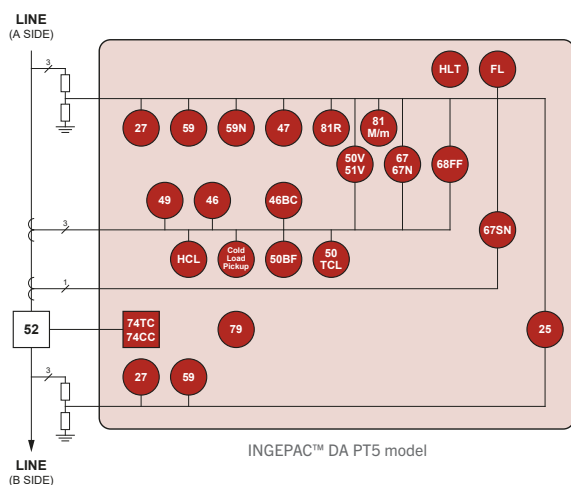 LINE
(A SIDE)
3
HLT
FL
27
59
59N
47
81R
81
M/m
50V
51V
67
67N
68FF
49
46
46BC
3
67SN
HCL
Cold
Load
Pickup
50BF
50
TCL
1
52
74TC
74CC
79
25
3
27
59
INGEPAC™ DA PT5 model
LINE
(B SIDE)